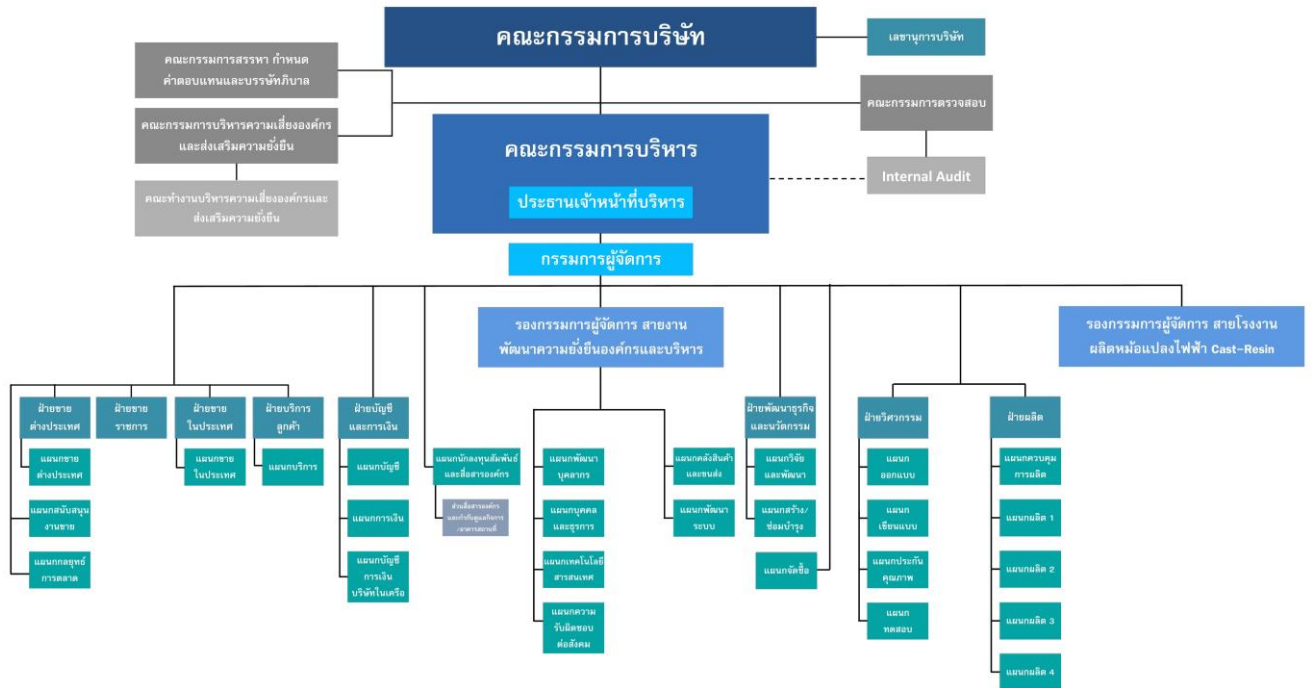 คณะกรรมการบริษัท
เลขานุการบริษัท
คณะกรรมการสรรหา กำหนด
ค่าตอบแทนและบรรษัทภิบาล
คณะกรรมการตรวจสอบ
คณะกรรมการบริหารความเสี่ยงองค์กร
และส่งเสริมความยั่งยืน
คณะกรรมการบริหาร
Internal Audit
คณะทำงานบริหารความเสี่ยงองค์กรและ
ส่งเสริมความยั่งยืน
ประธานเจ้าหน้าที่บริหาร
กรรมการผู้จัดการ
รองกรรมการผู้จัดการ สายงาน
พัฒนาความยั่งยืนองค์กรและบริหาร
รองกรรมการผู้จัดการ สายโรงงาน
ผลิตหม้อแปลงไฟฟ้า Cast-Resin
ฝ่ายขาย
ต่างประเทศ
ฝ่ายขาย
ราชการ
ฝ่ายขาย
ในประเทศ
ฝ่ายบริการ
ลูกค้า
ฝ่ายบัญชี
และการเงิน
ฝ่ายพัฒนาธุรกิจ
และนวัตกรรม
ฝ่ายวิศวกรรม
ฝ่ายผลิต
แผนกขาย
ต่างประเทศ
แผนกสนับสนุน
งานขาย
แผนกกลยุทธ์
การตลาด
แผนกขาย
ในประเทศ
แผนกบริการ
แผนกบัญชี
แผนกการเงิน
แผนกบัญชี
การเงิน
บริษัทในเครือ
แผนกนักลงทุนสัมพันธ์
และสื่อสารองค์กร
ส่วนสื่อสารองค์กร
และกำกับดูแลกิจการ
/อาคารสถานที่
แผนกพัฒนา
บุคลากร
แผนกบุคคล
และธุรการ
แผนกเทคโนโลยี
สารสนเทศ
แผนกความ
รับผิดชอบ
ต่อสังคม
แผนกคลังสินค้า
และขนส่ง
แผนกพัฒนา
ระบบ
แผนกวิจัย
และพัฒนา
แผนกสร้าง/
ซ่อมบำรุง
แผนกจัดซื้อ
แผนก
ออกแบบ
แผนก
เขียนแบบ
แผนกประกัน
คุณภาพ
แผนก
ทดสอบ
แผนกควบคุม
การผลิต
แผนกผลิต 1
แผนกผลิต 2
แผนกผลิต 3
แผนกผลิต 4